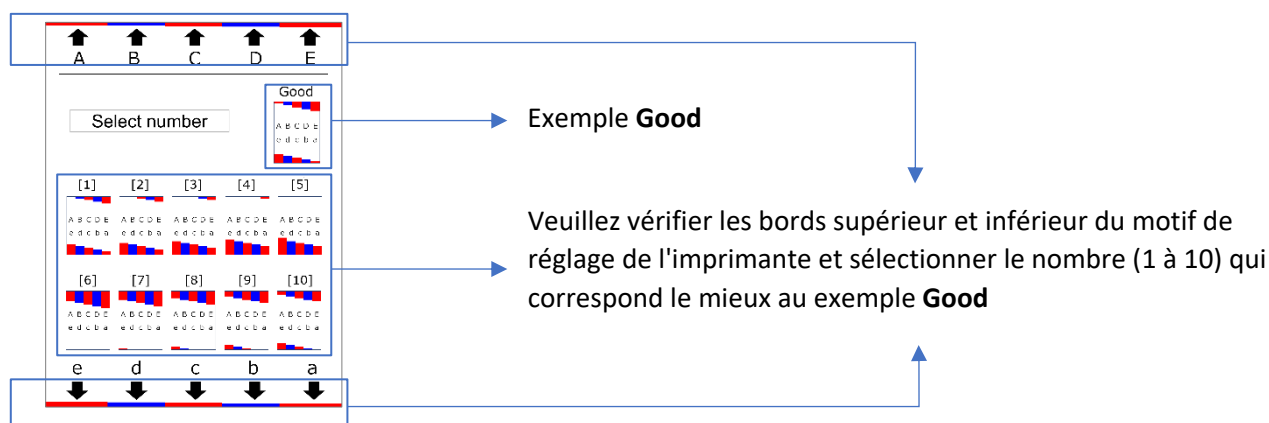 A B C D E
Good
Select number
A B C D E
e d c b a
Exemple Good
[1] [2] [3] [4] [5]
A B C D E A B C D E A B C D E A B C D E A B C D E
e d c b a e d c b a e d c b a e d c b a e d c b a
Veuillez vérifier les bords supérieur et inférieur du motif de
réglage de l'imprimante et sélectionner le nombre (1 à 10) qui
correspond le mieux au exemple Good
[6] [7] [8] [9] [10]
A B C D E A B C D E A B C D E A B C D E A B C D E
e d c b a e d c b a e d c b a e d c b a e d c b a
e d c b a